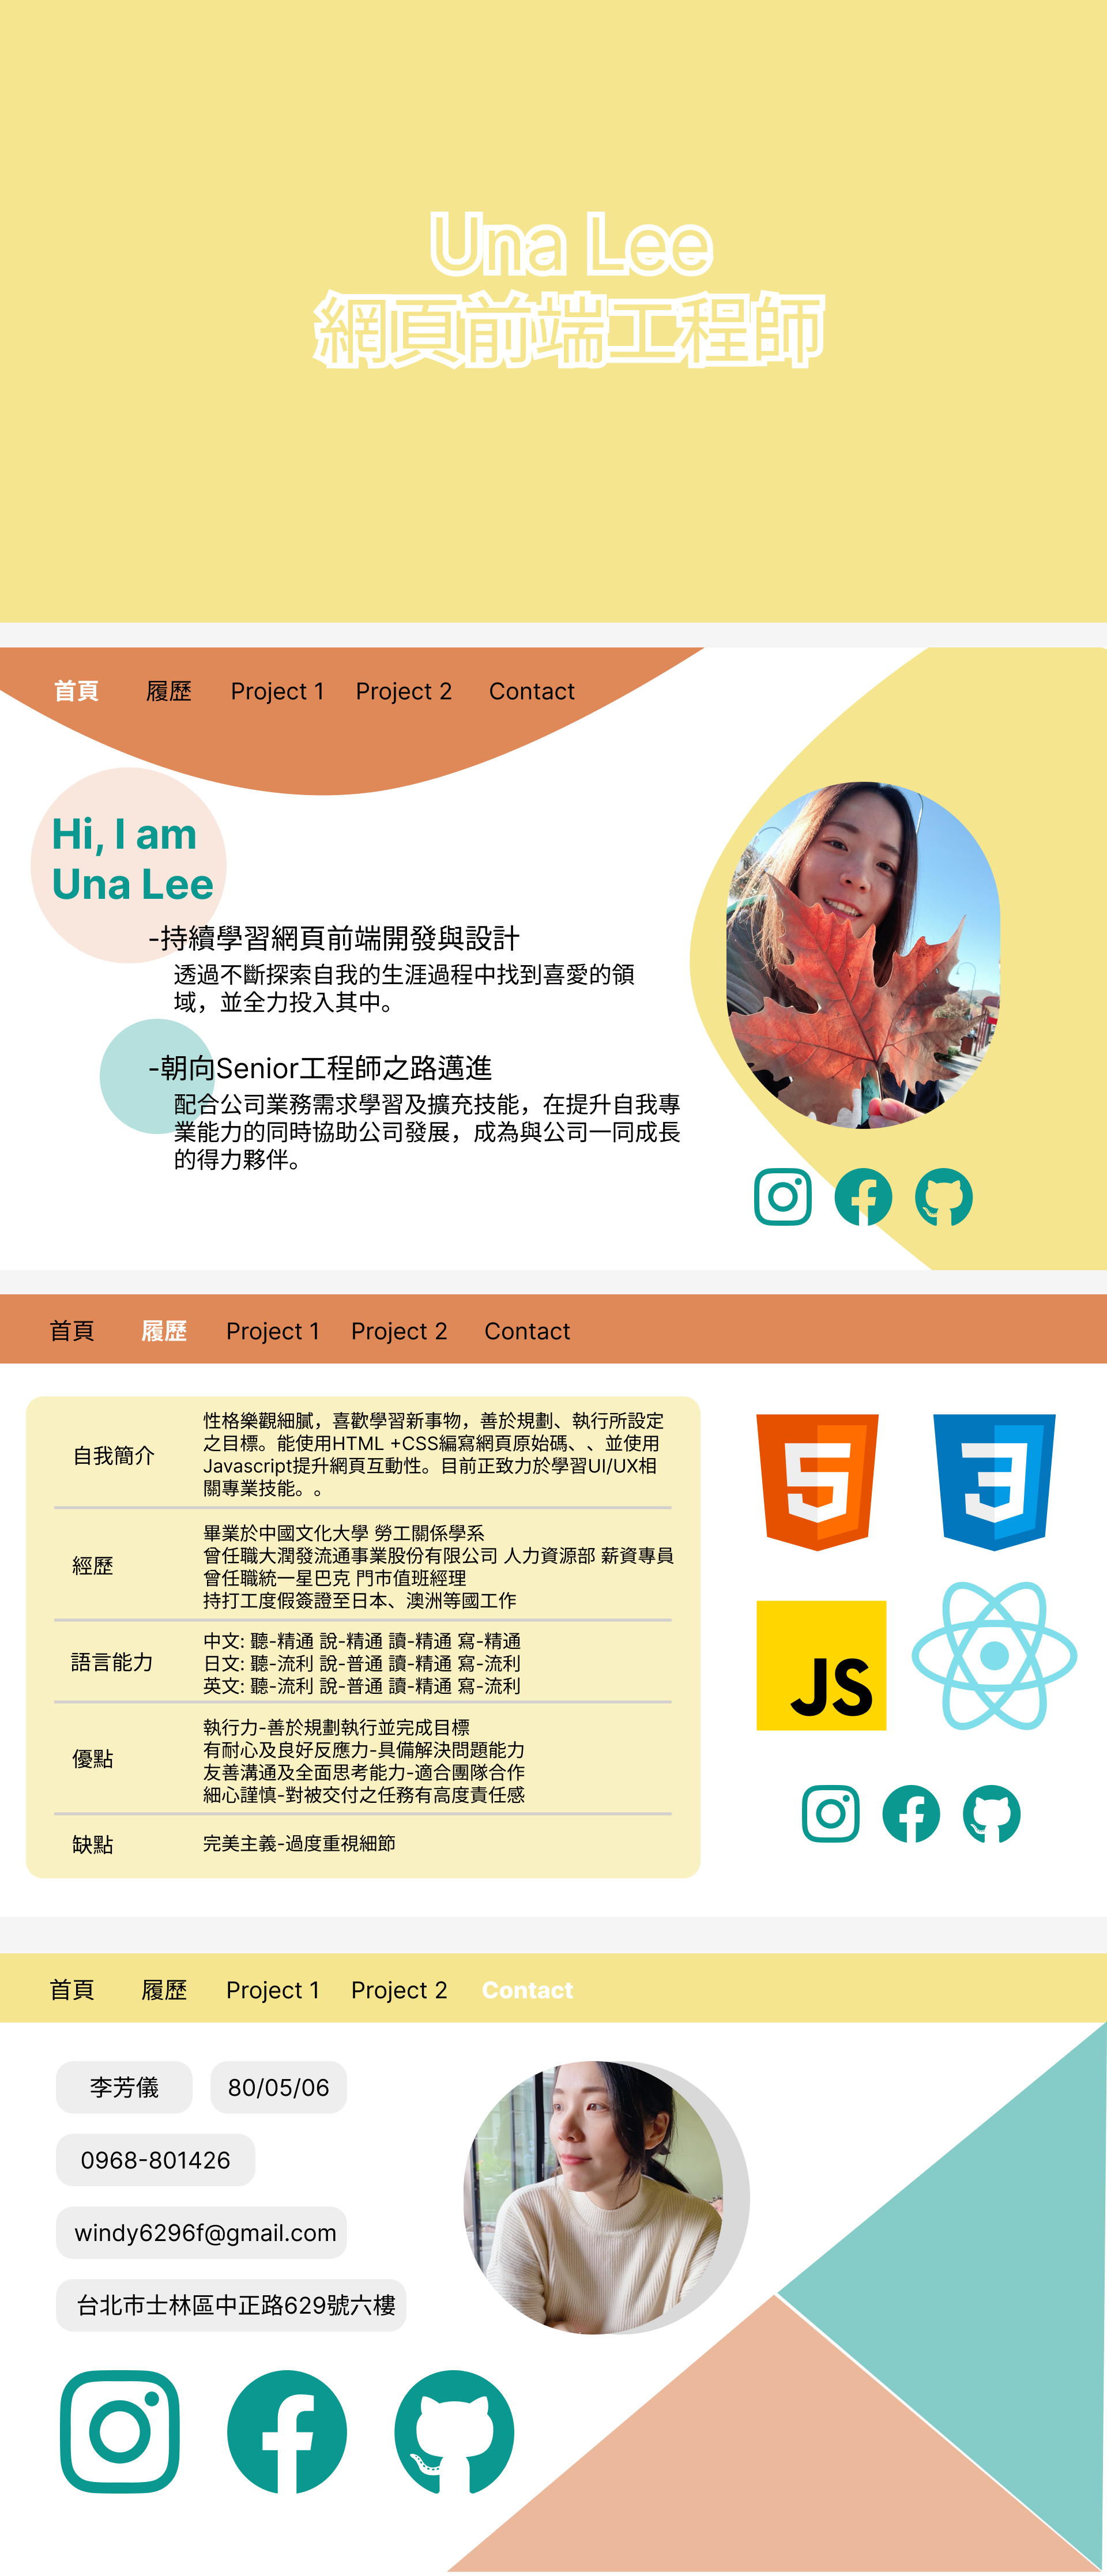 Una Lee
網頁前端工程師
首頁 履歷 Project 1 Project 2 Contact
Hi, I am
Una Lee
-持續學習網頁前端開發與設計
透過不斷探索自我的生涯過程中找到喜愛的領
域，並全力投入其中。
-朝向Senior工程師之路邁進
配合公司業務需求學習及擴充技能，在提升自我專
業能力的同時協助公司發展，成為與公司一同成長
的得力夥伴。
首頁 履歷 Project 1 Project 2 Contact
自我簡介
性格樂觀細膩，喜歡學習新事物，善於規劃、執行所設定
之目標。能使用HTML +CSS編寫網頁原始碼、、並使用
Javascript提升網頁互動性。目前正致力於學習UI/UX相
關專業技能。。
經歷
畢業於中國文化大學 勞工關係學系
曾任職大潤發流通事業股份有限公司 人力資源部 薪資專員
曾任職統一星巴克 門市值班經理
持打工度假簽證至日本、澳洲等國工作
語言能力
中文: 聽-精通 說-精通 讀-精通 寫-精通
日文: 聽-流利 說-普通 讀-精通 寫-流利
英文: 聽-流利 說-普通 讀-精通 寫-流利
優點
執行力-善於規劃執行並完成目標
有耐心及良好反應力-具備解決問題能力
友善溝通及全面思考能力-適合團隊合作
細心謹慎-對被交付之任務有高度責任感
缺點
完美主義-過度重視細節
5
3
JS
首頁 履歷 Project 1 Project 2 Contact
李芳儀 80/05/06
0968-801426
windy6296f@gmail.com
台北市士林區中正路629號六樓